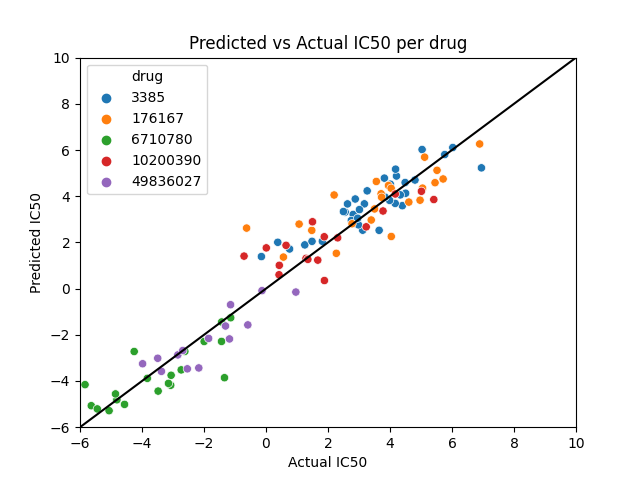 Predicted vs Actual IC50 per drug
10
8
6
4
2
0
−2
−4
−6
Predicted IC50
drug
3385
176167
6710780
10200390
49836027
−6 −4 −2 0 2 4 6 8 10
Actual IC50